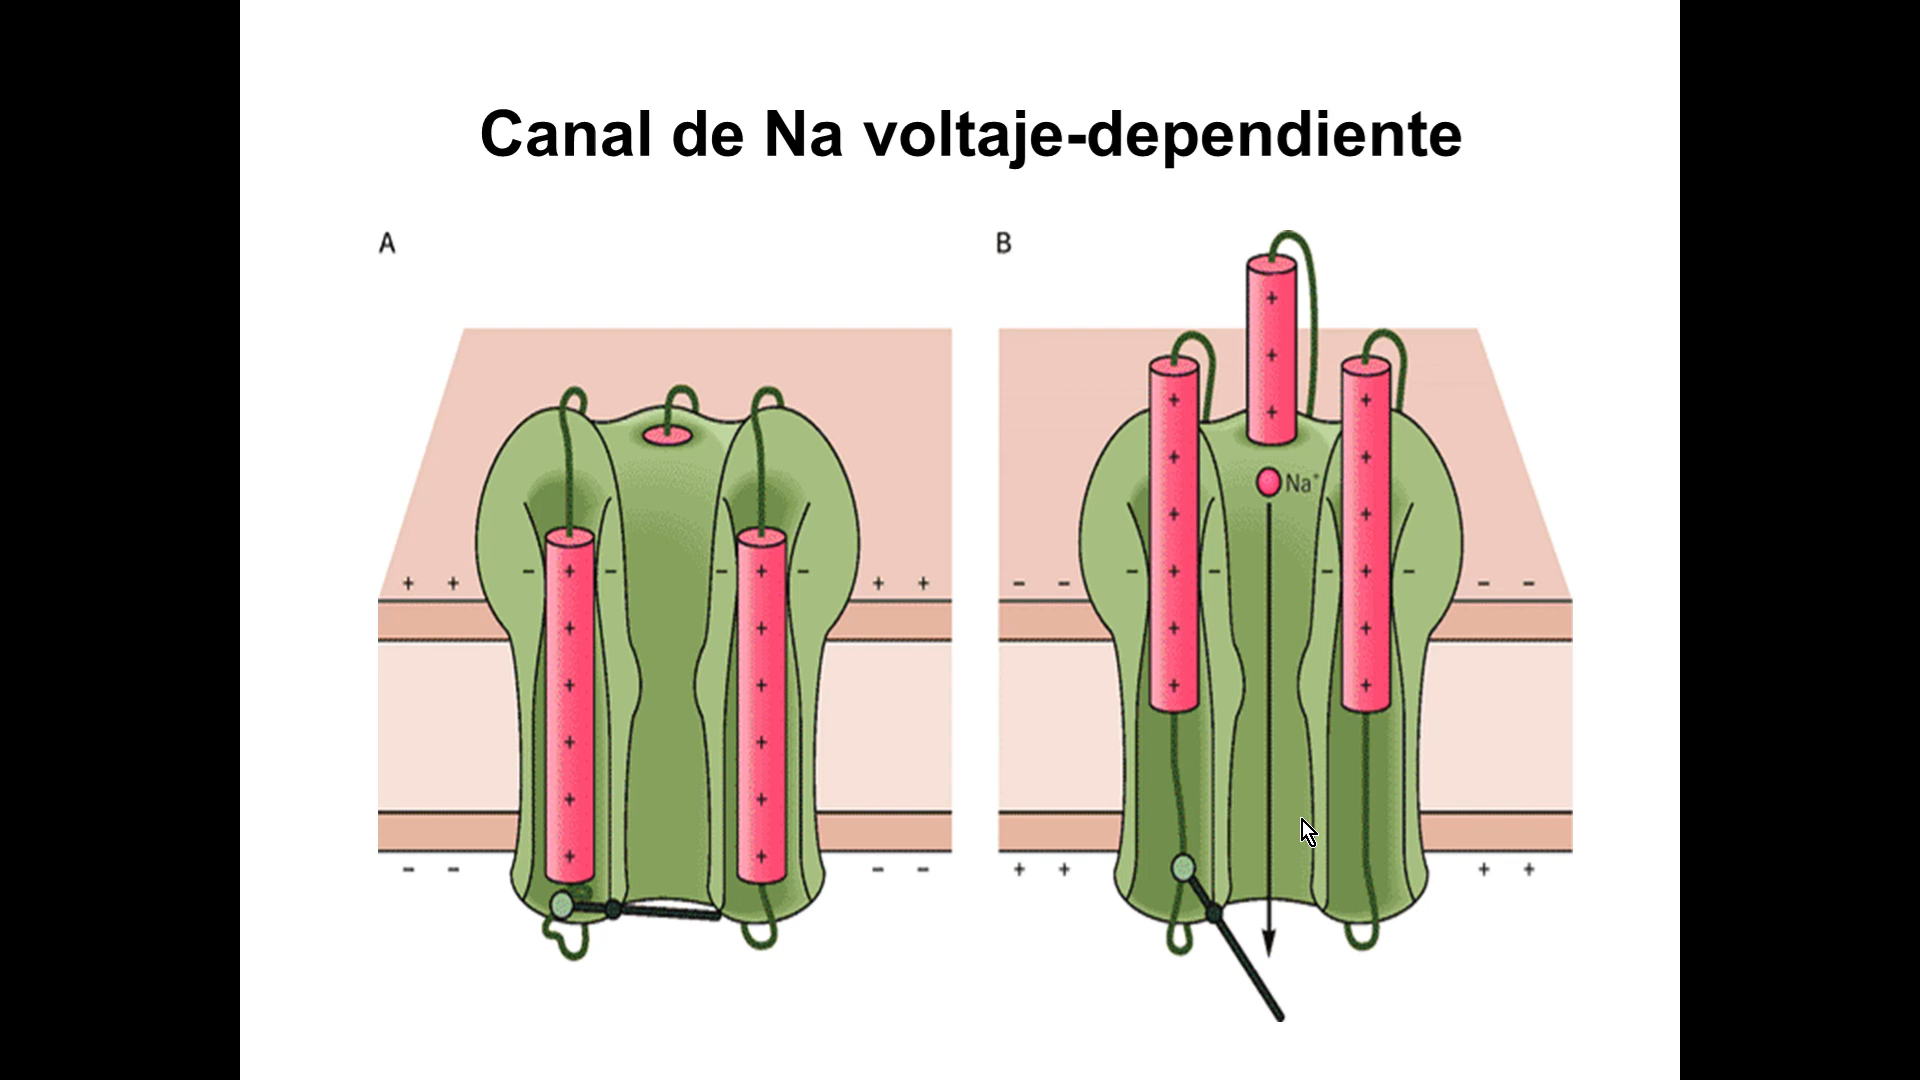 Canal de Na voltaje-dependiente
A
B
+
+
+
+ +
+ +
Na⁺
+ + + +
- + - - + - - + - - + -
+ + + + - - - -
+ + + +
+ + + +
+ +
+ +
+ +
- - - - + + + +